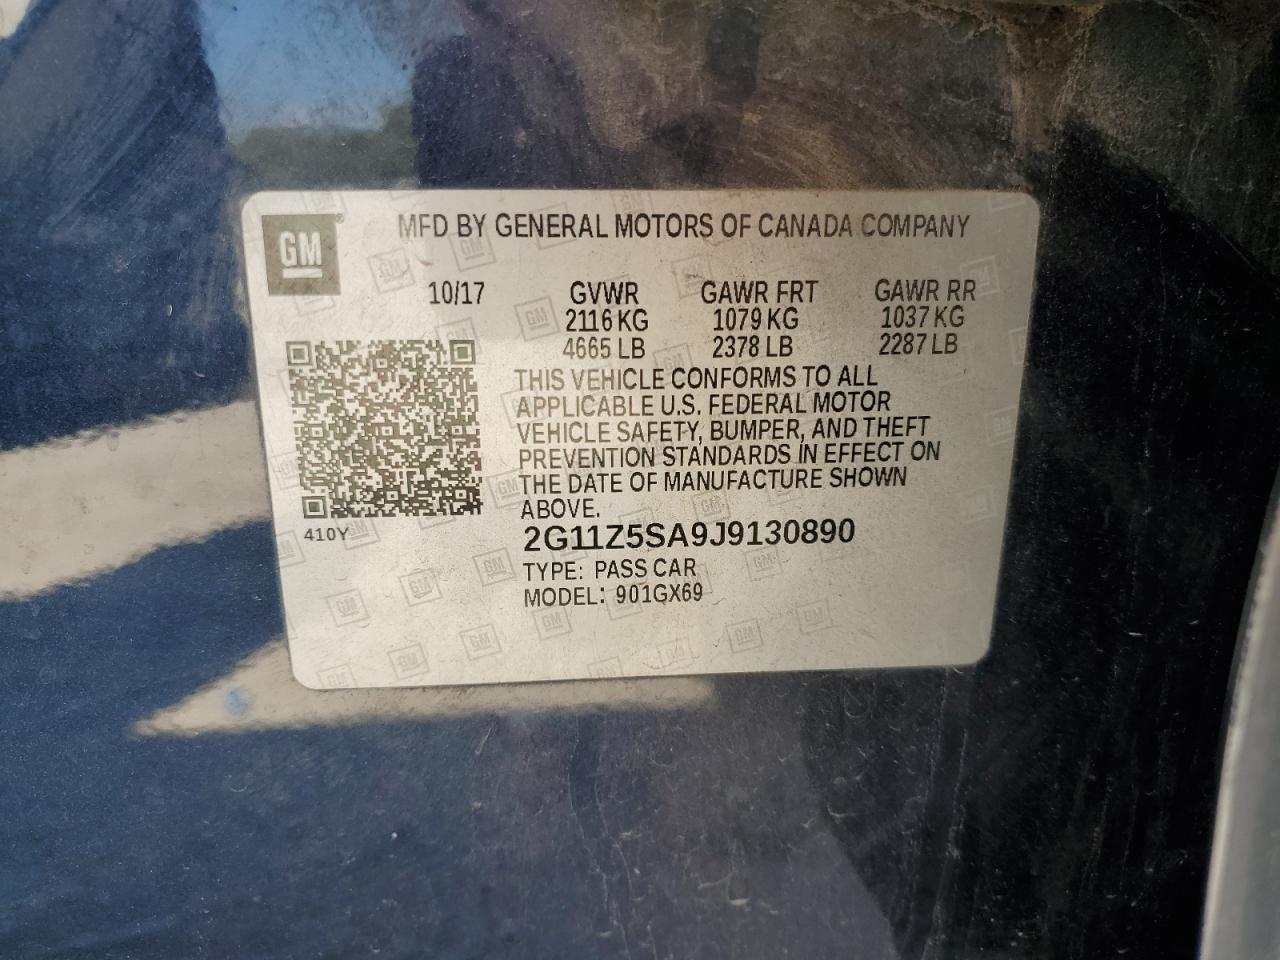 GM
MFD BY GENERAL MOTORS OF CANADA COMPANY
10/17 GVWR GAWR FRT GAWR RR
2116 KG 1079 KG 1037 KG
4665 LB 2378 LB 2287 LB
THIS VEHICLE CONFORMS TO ALL
APPLICABLE U.S. FEDERAL MOTOR
VEHICLE SAFETY, BUMPER, AND THEFT
PREVENTION STANDARDS IN EFFECT ON
THE DATE OF MANUFACTURE SHOWN
ABOVE.
410Y
2G11Z5SA9J9130890
TYPE: PASS CAR
MODEL: 901GX69